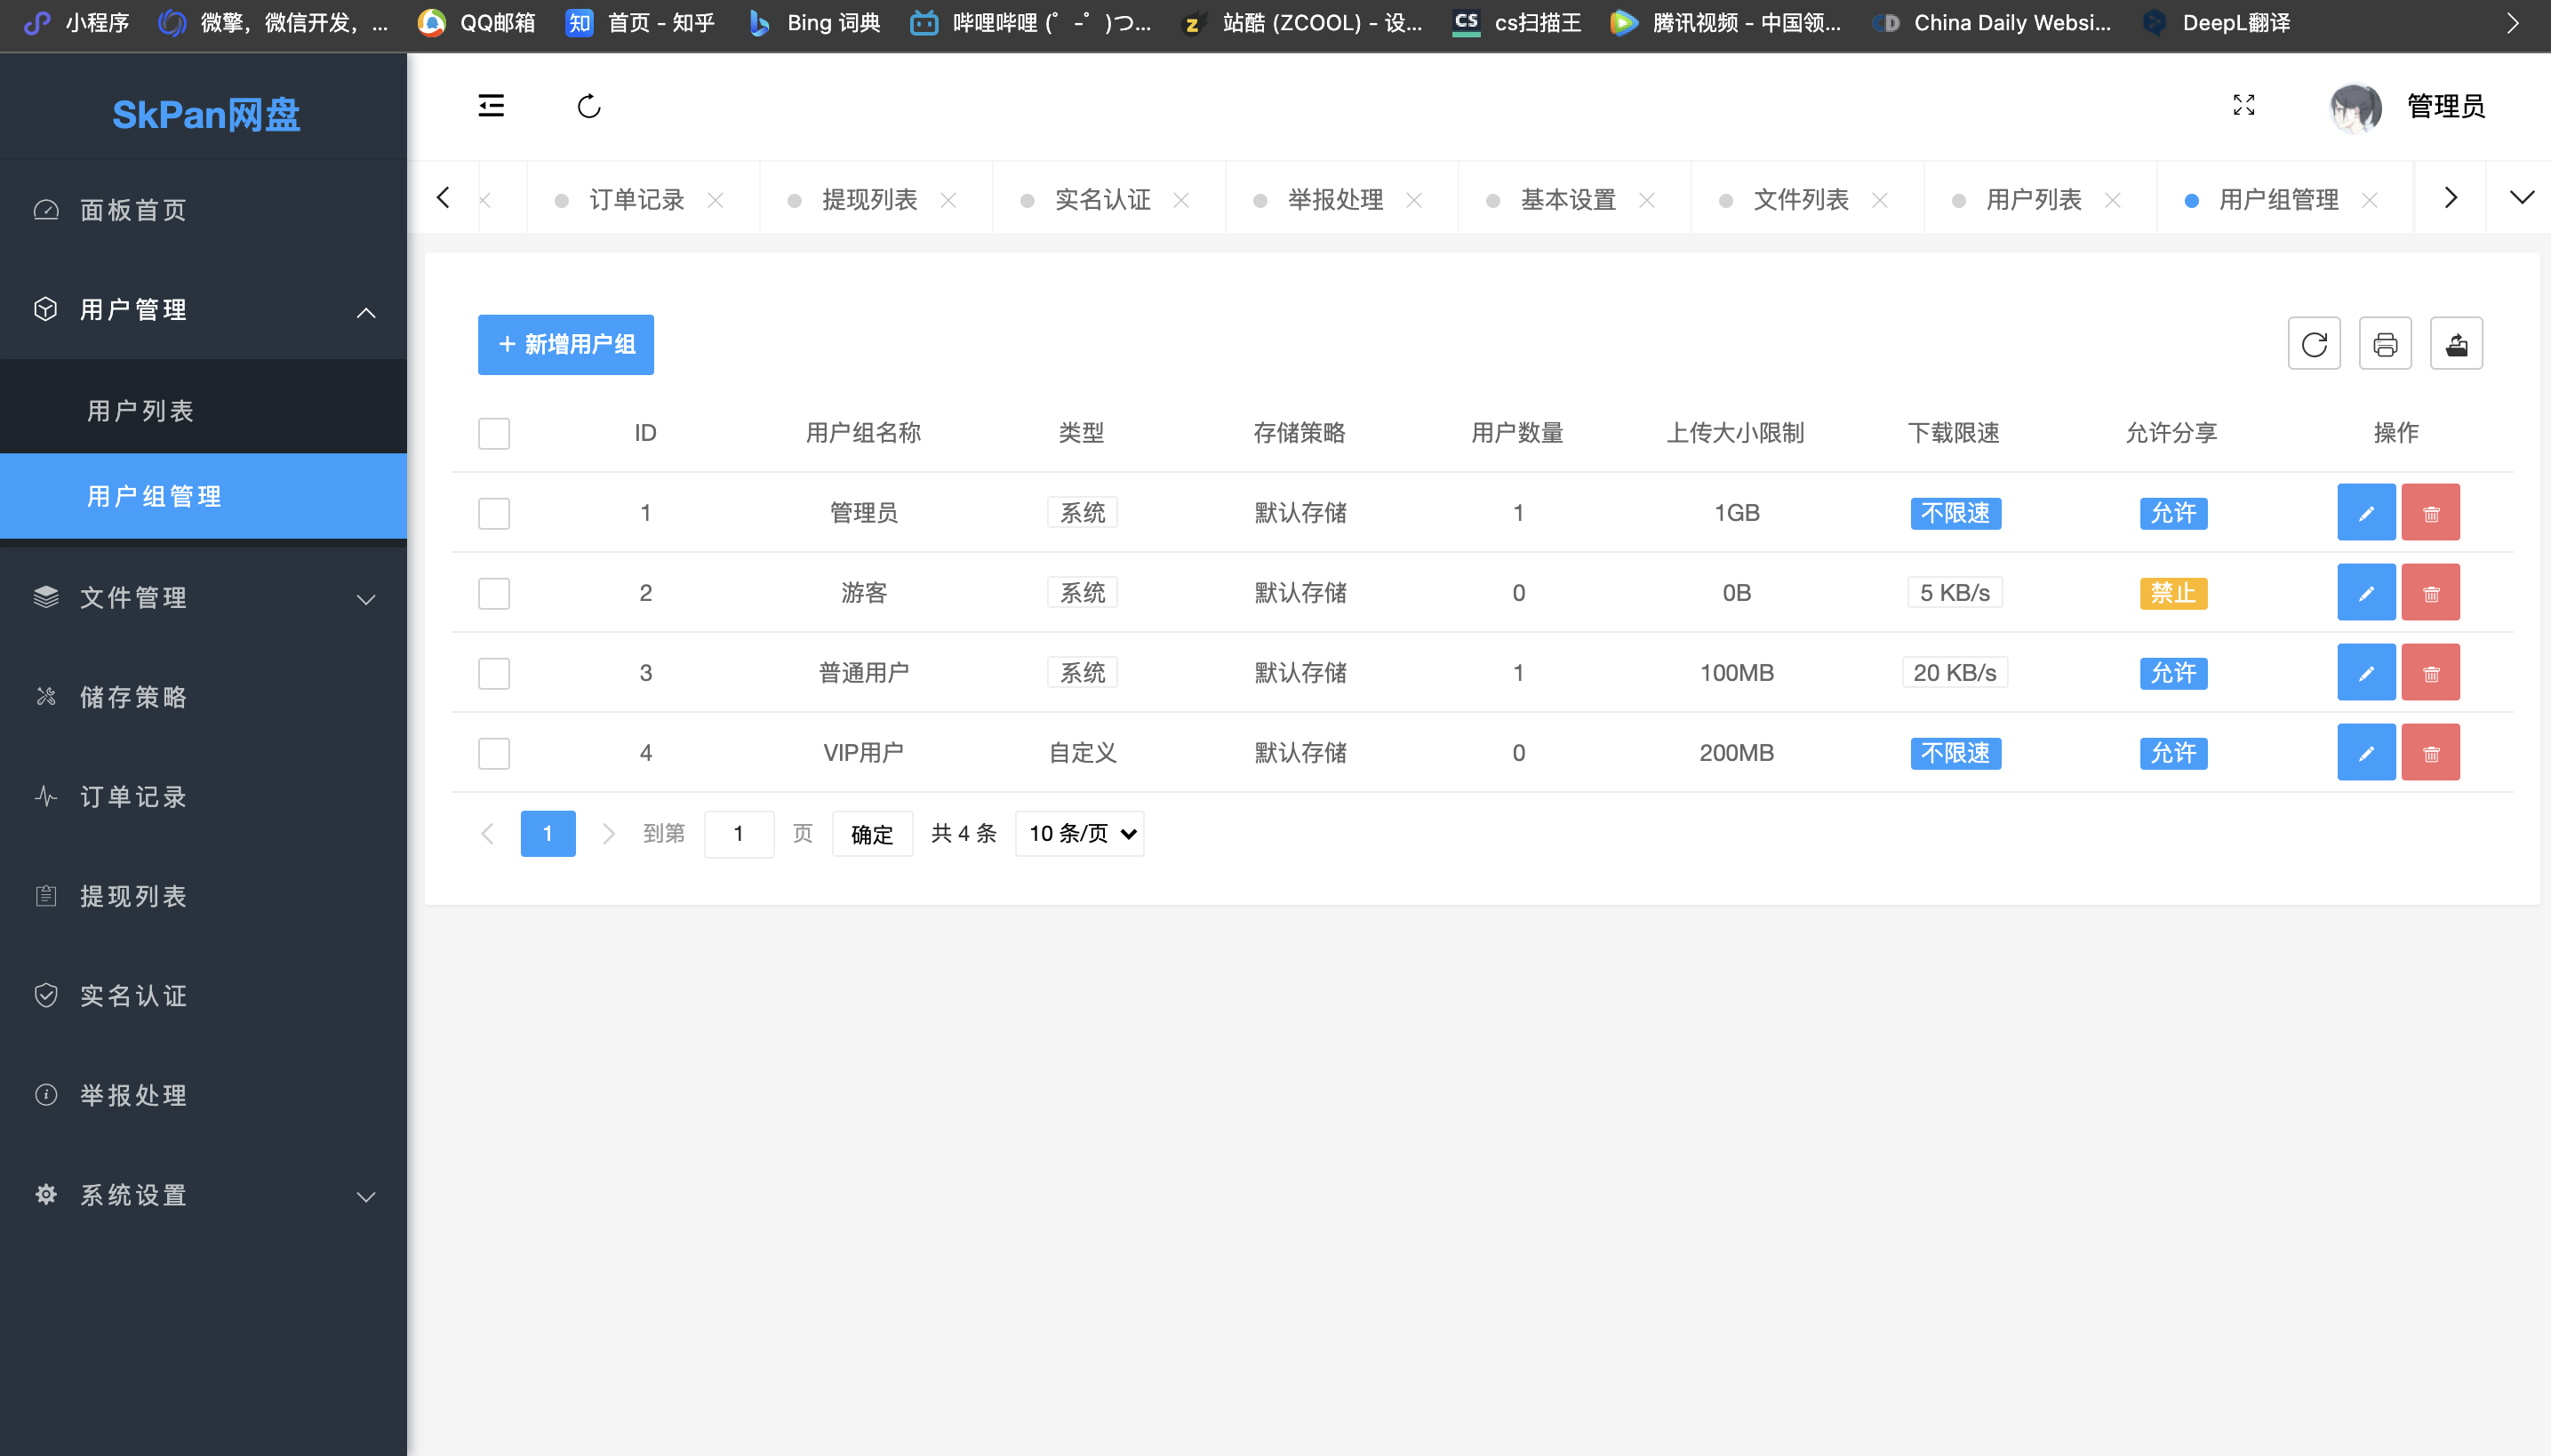 小程序 微擎，微信开发，... QQ邮箱 知 首页 - 知乎 Bing 词典 哔哩哔哩 (゜-゜)つ... 站酷 (ZCOOL) - 设... CS cs扫描王 腾讯视频 - 中国领... CD China Daily Websi... DeepL翻译
SkPan网盘
管理员
订单记录 提现列表 实名认证 举报处理 基本设置 文件列表 用户列表 用户组管理
面板首页
用户管理
用户列表
用户组管理
文件管理
储存策略
订单记录
提现列表
实名认证
举报处理
系统设置
+ 新增用户组
ID 用户组名称 类型 存储策略 用户数量 上传大小限制 下载限速 允许分享 操作
1 管理员 系统 默认存储 1 1GB 不限速 允许
2 游客 系统 默认存储 0 0B 5 KB/s 禁止
3 普通用户 系统 默认存储 1 100MB 20 KB/s 允许
4 VIP用户 自定义 默认存储 0 200MB 不限速 允许
1 到第 1 页 确定 共 4 条 10 条/页